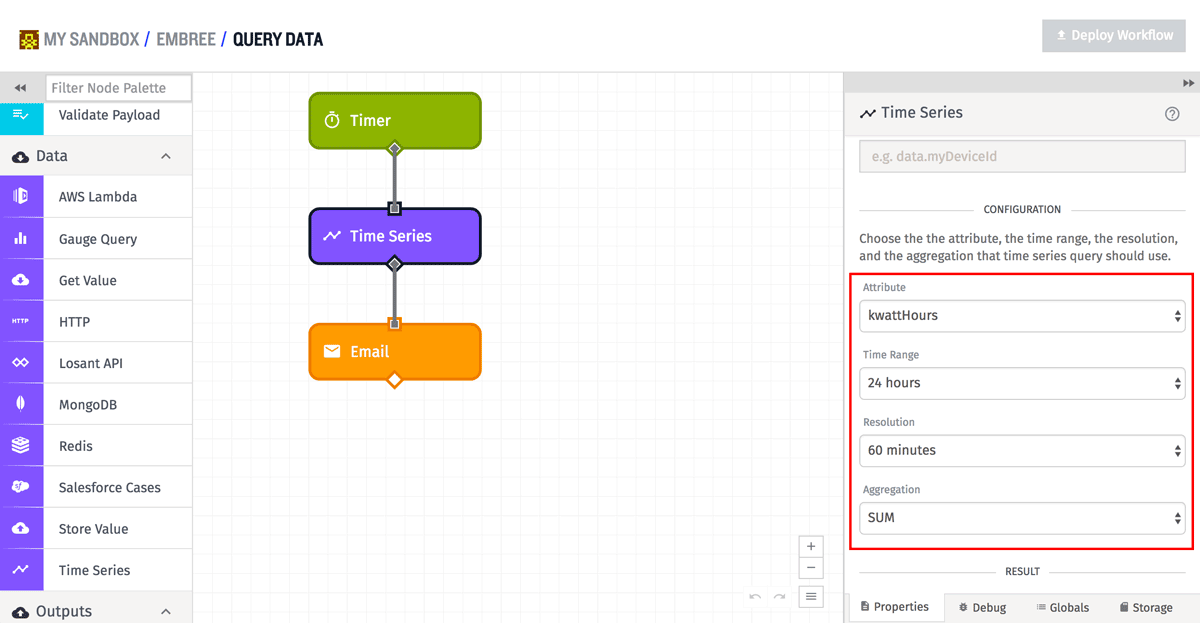 MY SANDBOX / EMBREE / QUERY DATA
Deploy Workflow
Filter Node Palette
Validate Payload
Data
AWS Lambda
Gauge Query
Get Value
HTTP
HTTP
Losant API
MongoDB
Redis
sf
Salesforce Cases
Store Value
Time Series
Outputs
Timer
Time Series
Email
Time Series
e.g. data.myDeviceId
CONFIGURATION
Choose the the attribute, the time range, the resolution,
and the aggregation that time series query should use.
Attribute
kwattHours
Time Range
24 hours
Resolution
60 minutes
Aggregation
SUM
RESULT
Properties
Debug
Globals
Storage